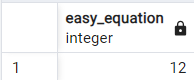 easy_equation
integer
1 12